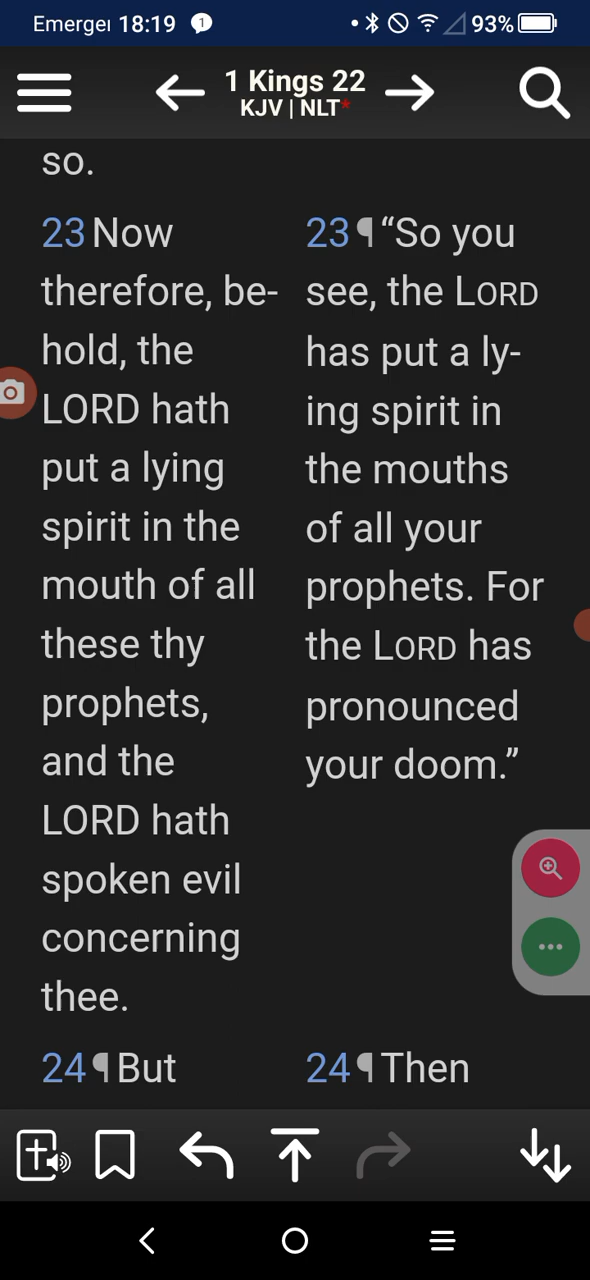 Emerger 18:19 1 93%
1 Kings 22
KJV | NLT*
so.
23 Now
therefore, be-
hold, the
LORD hath
put a lying
spirit in the
mouth of all
these thy
prophets,
and the
LORD hath
spoken evil
concerning
thee.
24 ¶ But
23 ¶ “So you
see, the LORD
has put a ly-
ing spirit in
the mouths
of all your
prophets. For
the LORD has
pronounced
your doom.”
24 ¶ Then